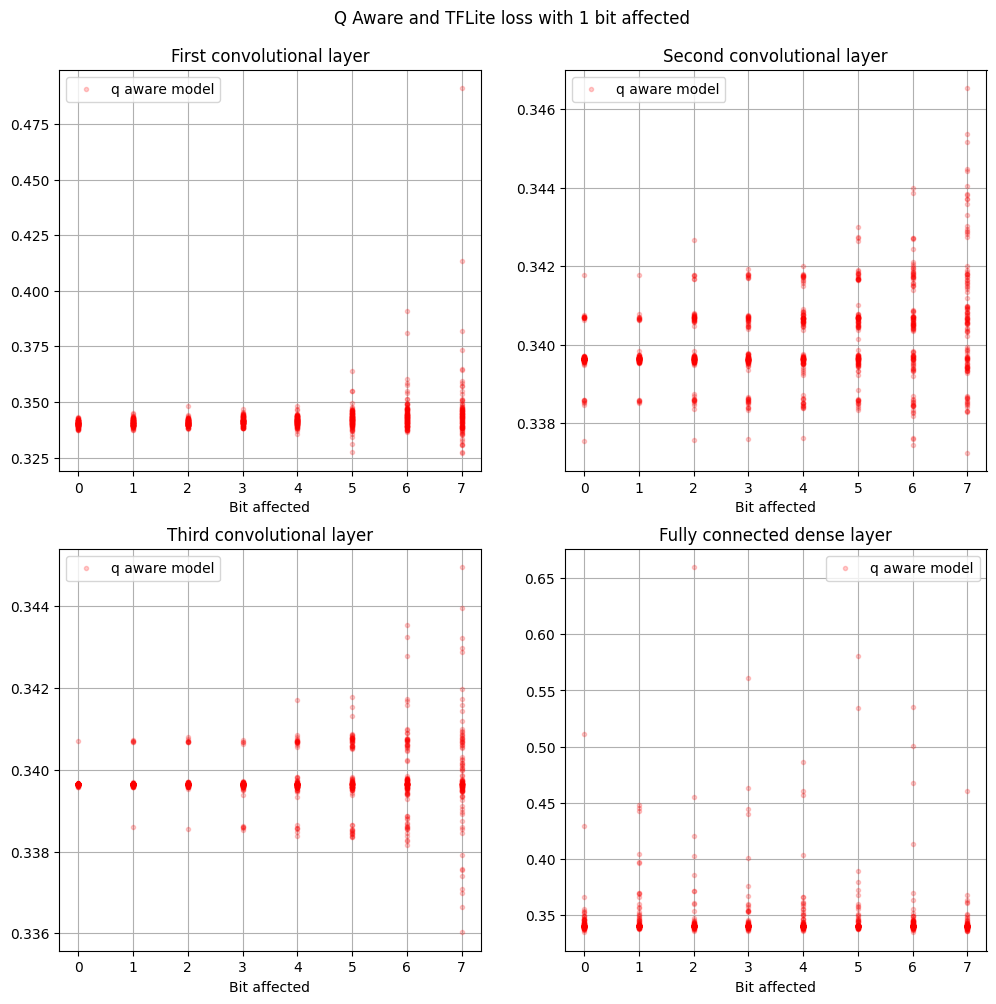 Q Aware and TFLite loss with 1 bit affected
First convolutional layer
q aware model
0.475
0.450
0.425
0.400
0.375
0.350
0.325
0 1 2 3 4 5 6 7
Bit affected
Second convolutional layer
q aware model
0.346
0.344
0.342
0.340
0.338
0 1 2 3 4 5 6 7
Bit affected
Third convolutional layer
q aware model
0.344
0.342
0.340
0.338
0.336
0 1 2 3 4 5 6 7
Bit affected
Fully connected dense layer
q aware model
0.65
0.60
0.55
0.50
0.45
0.40
0.35
0 1 2 3 4 5 6 7
Bit affected